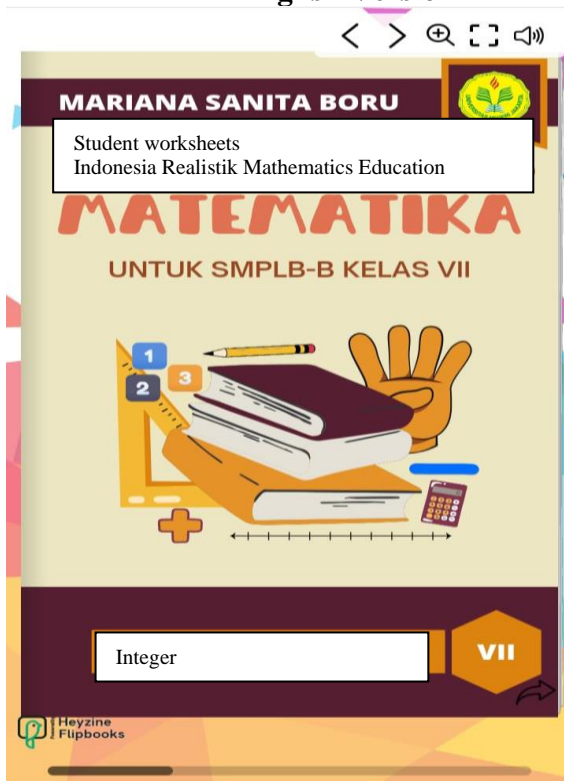 MARIANA SANITA BORU
Student worksheets
Indonesia Realistik Mathematics Education
MATEMATIKA
UNTUK SMPLB-B KELAS VII
1
2
3
Integer
VII
Heyzine
Flipbooks